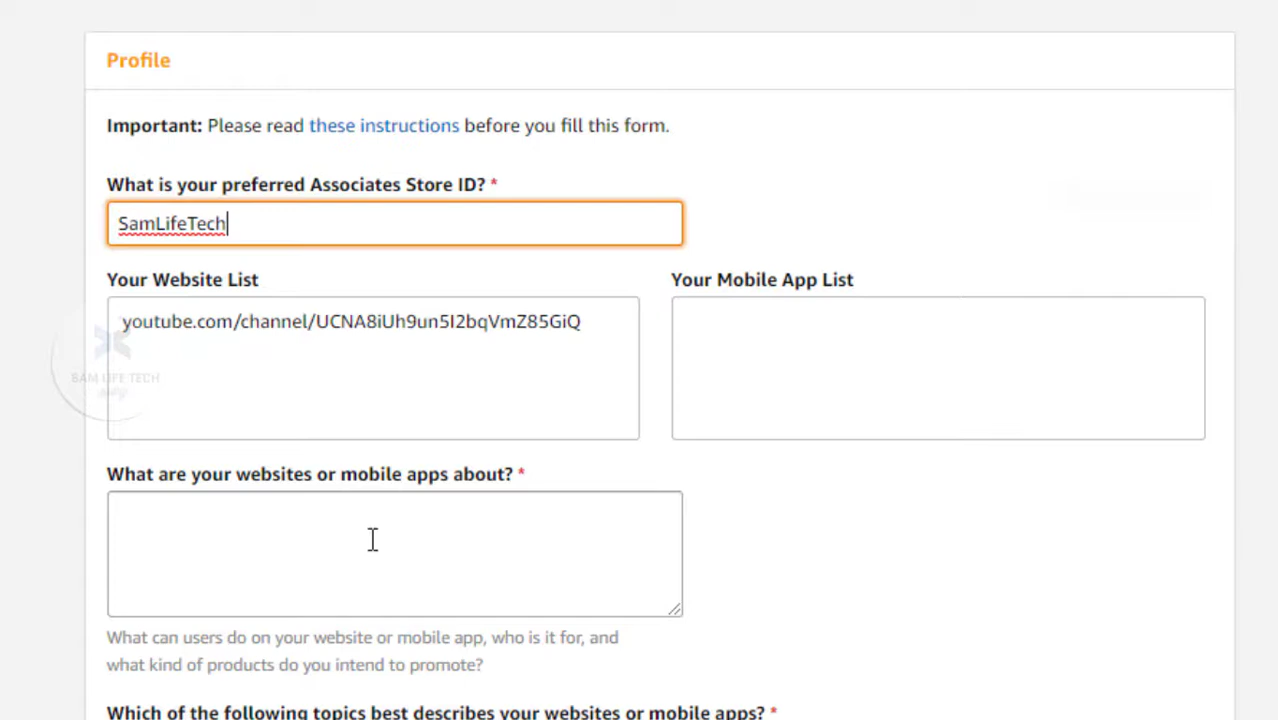 Profile
Important: Please read these instructions before you fill this form.
What is your preferred Associates Store ID? *
SamLifeTech
Your Website List
Your Mobile App List
youtube.com/channel/UCNA8iUh9un5I2bqVmZ85GiQ
SAM LIFE TECH
What are your websites or mobile apps about? *
What can users do on your website or mobile app, who is it for, and
what kind of products do you intend to promote?
Which of the following topics best describes your websites or mobile apps? *